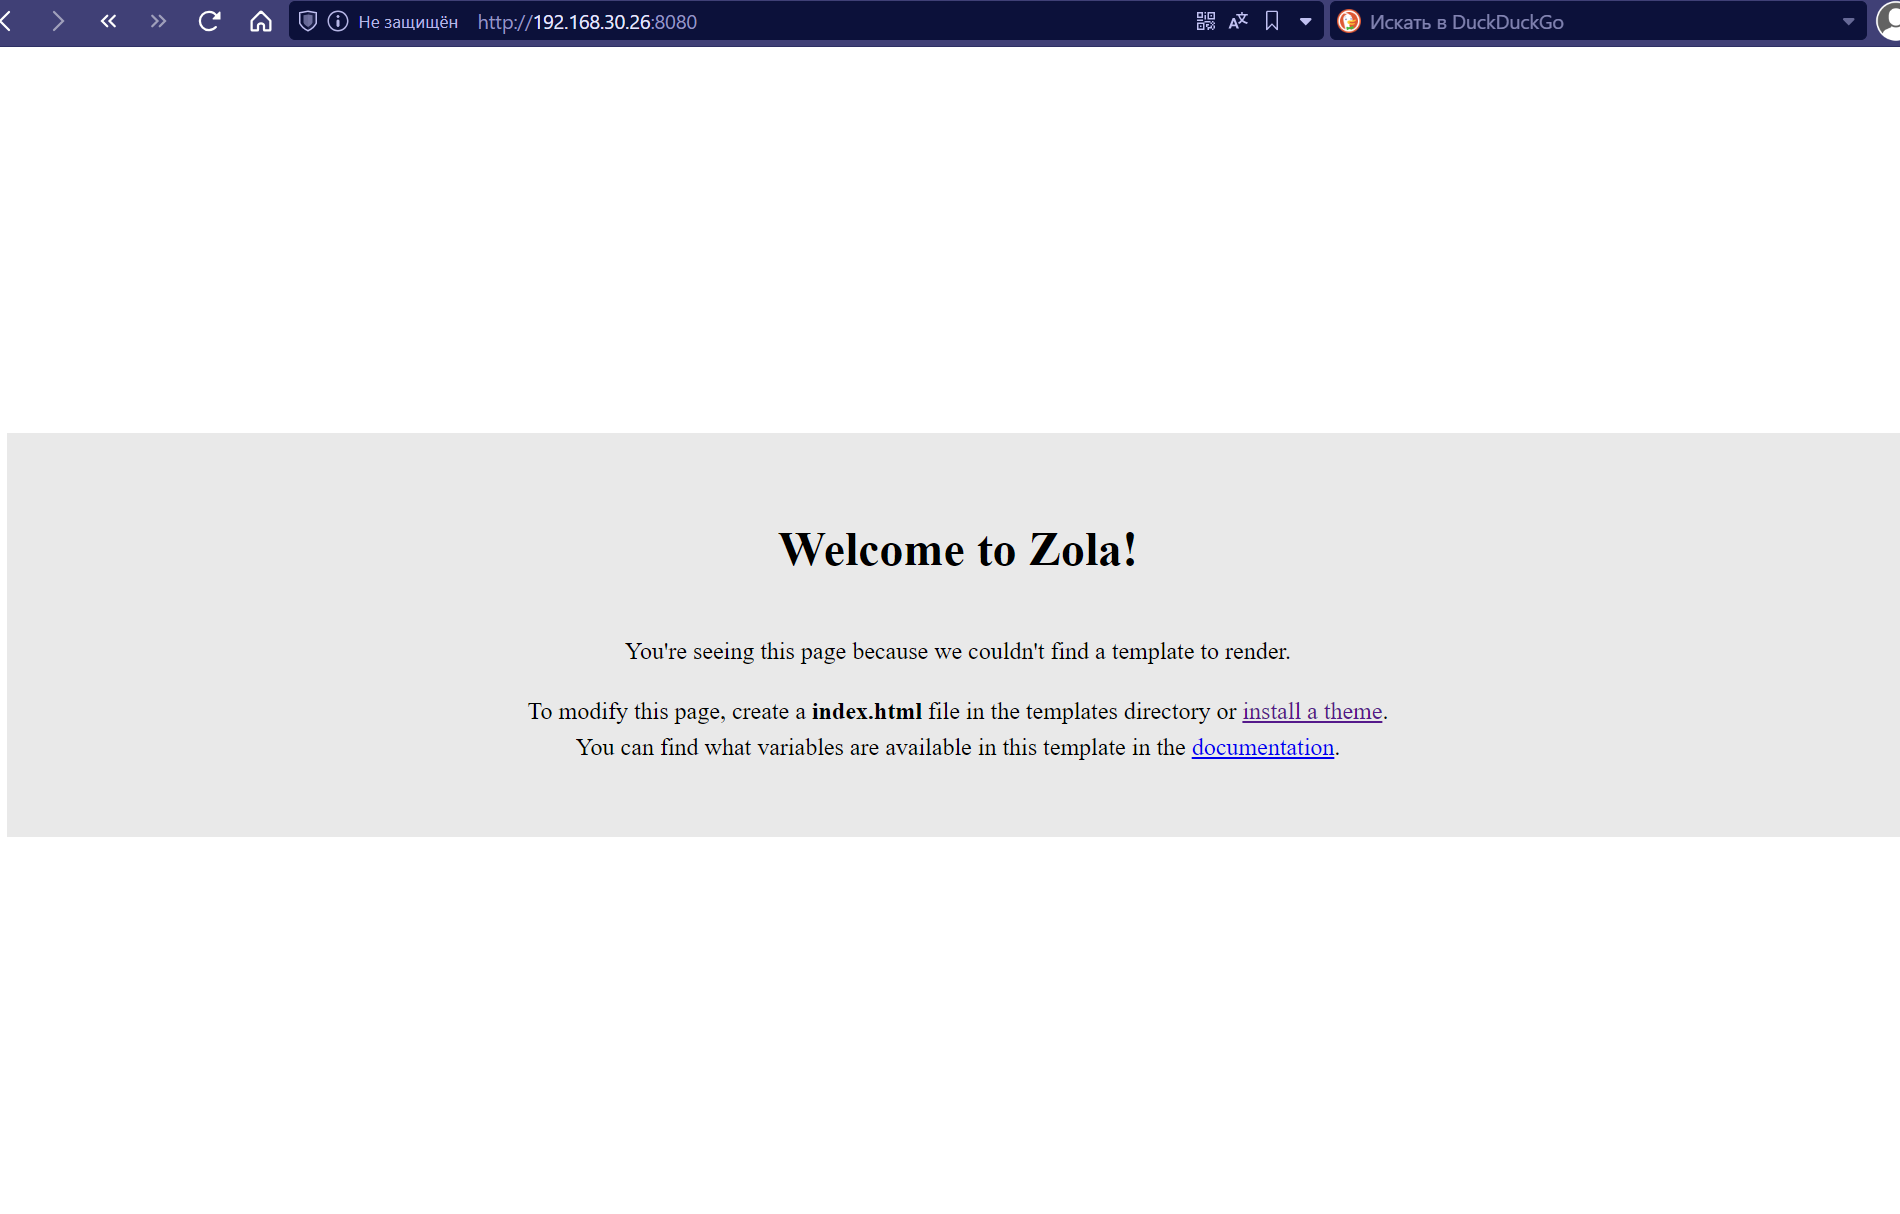 Не защищён http://192.168.30.26:8080 Искать в DuckDuckGo
Welcome to Zola!
You're seeing this page because we couldn't find a template to render.
To modify this page, create a index.html file in the templates directory or install a theme.
You can find what variables are available in this template in the documentation.